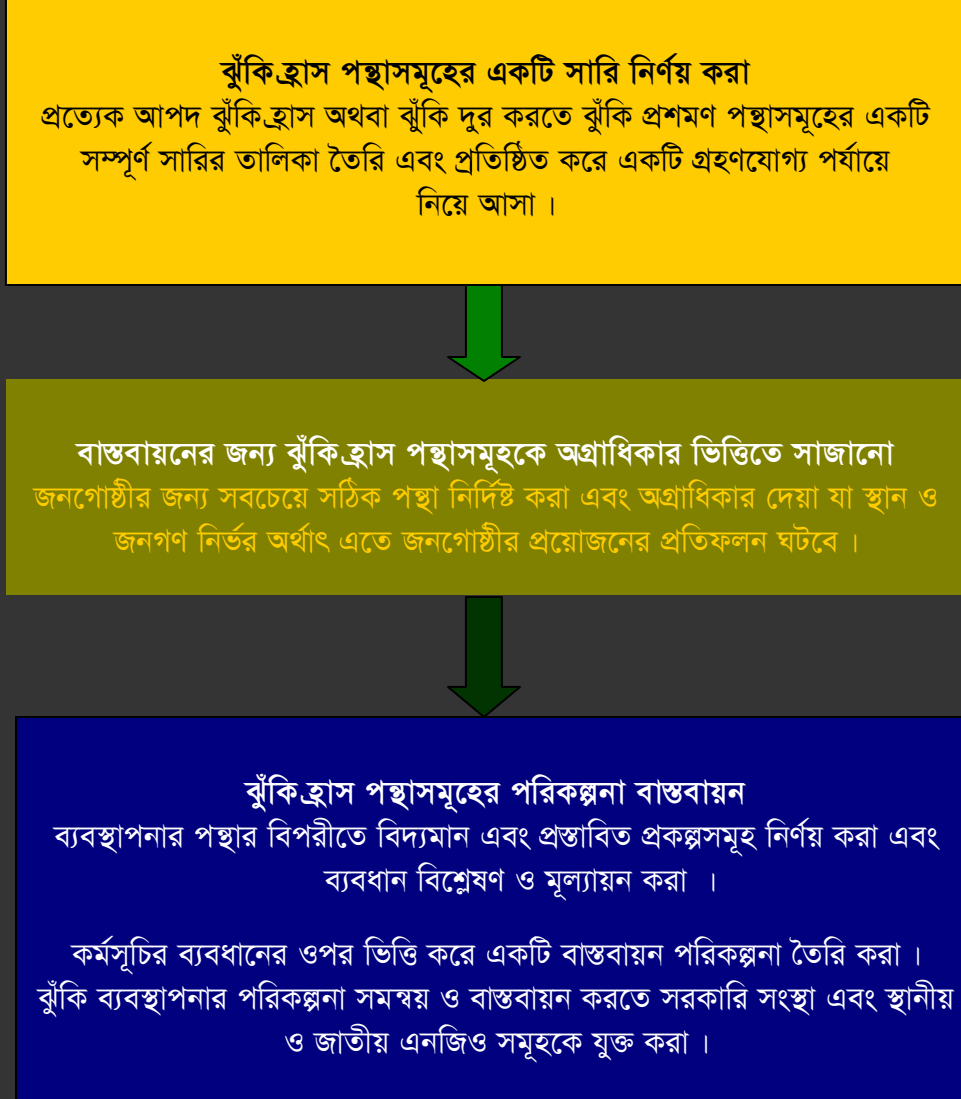 ঝুঁকিহ্রাস পন্থাসমূহের একটি সারি নির্ণয় করা
প্রত্যেক আপদ ঝুঁকিহ্রাস অথবা ঝুঁকি দুর করতে ঝুঁকি প্রশমণ পন্থাসমূহের একটি
সম্পূর্ণ সারির তালিকা তৈরি এবং প্রতিষ্ঠিত করে একটি গ্রহণযোগ্য পর্যায়ে
নিয়ে আসা ।
বাস্তবায়নের জন্য ঝুঁকিহ্রাস পন্থাসমূহকে অগ্রাধিকার ভিত্তিতে সাজানো
জনগোষ্ঠীর জন্য সবচেয়ে সঠিক পন্থা নির্দিষ্ট করা এবং অগ্রাধিকার দেয়া যা স্থান ও
জনগণ নির্ভর অর্থাৎ এতে জনগোষ্ঠীর প্রয়োজনের প্রতিফলন ঘটবে ।
ঝুঁকিহ্রাস পন্থাসমূহের পরিকল্পনা বাস্তবায়ন
ব্যবস্থাপনার পন্থার বিপরীতে বিদ্যমান এবং প্রস্তাবিত প্রকল্পসমূহ নির্ণয় করা এবং
ব্যবধান বিশ্লেষণ ও মূল্যায়ন করা ।
কর্মসূচির ব্যবধানের ওপর ভিত্তি করে একটি বাস্তবায়ন পরিকল্পনা তৈরি করা ।
ঝুঁকি ব্যবস্থাপনার পরিকল্পনা সমন্বয় ও বাস্তবায়ন করতে সরকারি সংস্থা এবং স্থানীয়
ও জাতীয় এনজিও সমূহকে যুক্ত করা ।